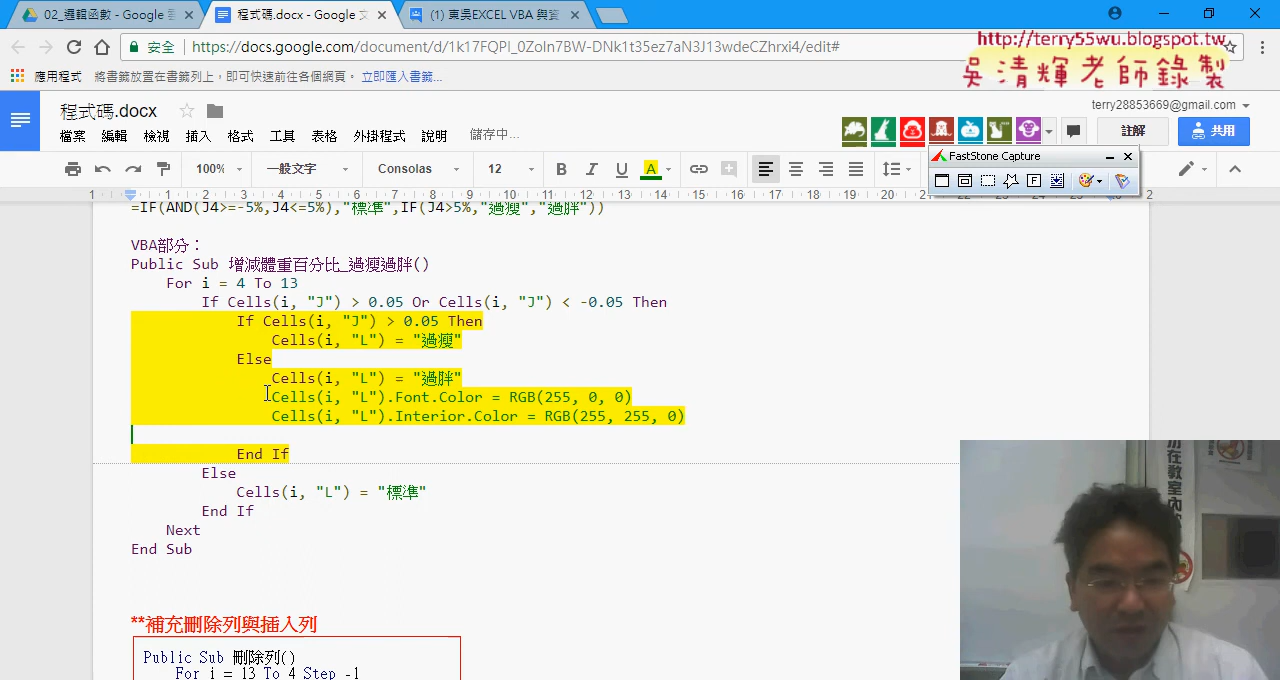 02_邏輯函數 - Google 雲
程式碼.docx - Google 文
(1) 東吳EXCEL VBA 與資
安全 https://docs.google.com/document/d/1k17FQPl_0Zoln7BW-DNk1t35ez7aN3J13wdeCZhrxi4/edit#
http://terry55wu.blogspot.tw
吳清輝老師錄製
應用程式 將書籤放置在書籤列上，即可快速前往各個網頁。 立即匯入書籤...
程式碼.docx
terry28853669@gmail.com
檔案 編輯 檢視 插入 格式 工具 表格 外掛程式 說明 儲存中...
註解 共用
FastStone Capture
100% 一般文字 Consolas 12 B I U A
=IF(AND(J4>=-5%,J4<=5%),"標準",IF(J4>5%,"過瘦","過胖"))
VBA部分：
Public Sub 增減體重百分比_過瘦過胖()
For i = 4 To 13
If Cells(i, "J") > 0.05 Or Cells(i, "J") < -0.05 Then
If Cells(i, "J") > 0.05 Then
Cells(i, "L") = "過瘦"
Else
Cells(i, "L") = "過胖"
Cells(i, "L").Font.Color = RGB(255, 0, 0)
Cells(i, "L").Interior.Color = RGB(255, 255, 0)
End If
Else
Cells(i, "L") = "標準"
End If
Next
End Sub
**補充刪除列與插入列
Public Sub 刪除列()
For i = 13 To 4 Step -1
在教室內